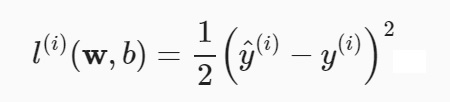 l^{(i)}(\mathbf{w}, b) = \frac{1}{2} \left( \hat{y}^{(i)} - y^{(i)} \right)^2